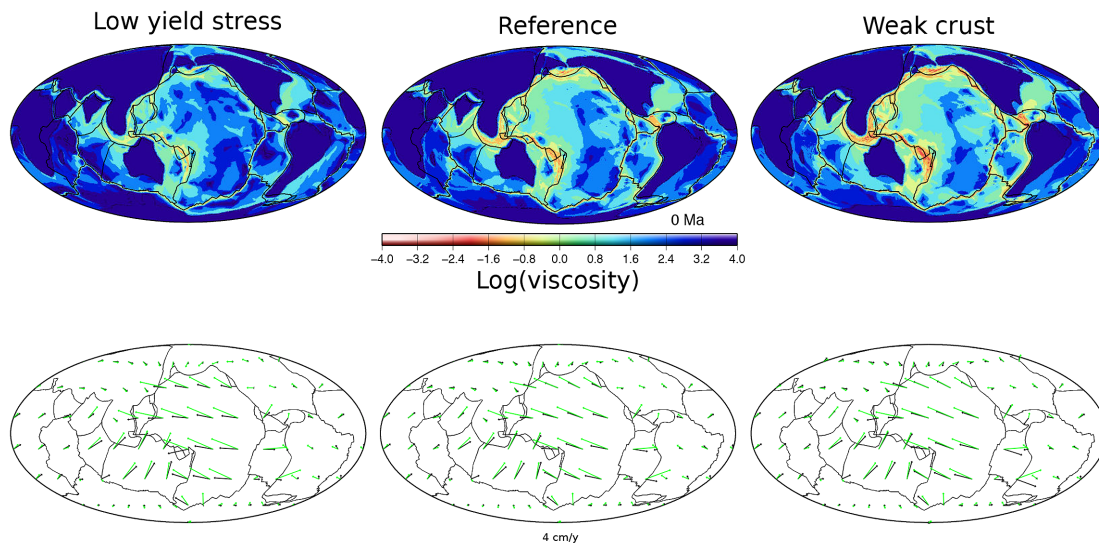 Low yield stress
Reference
Weak crust
0 Ma
−4.0 −3.2 −2.4 −1.6 −0.8 0.0 0.8 1.6 2.4 3.2 4.0
Log(viscosity)
4 cm/y